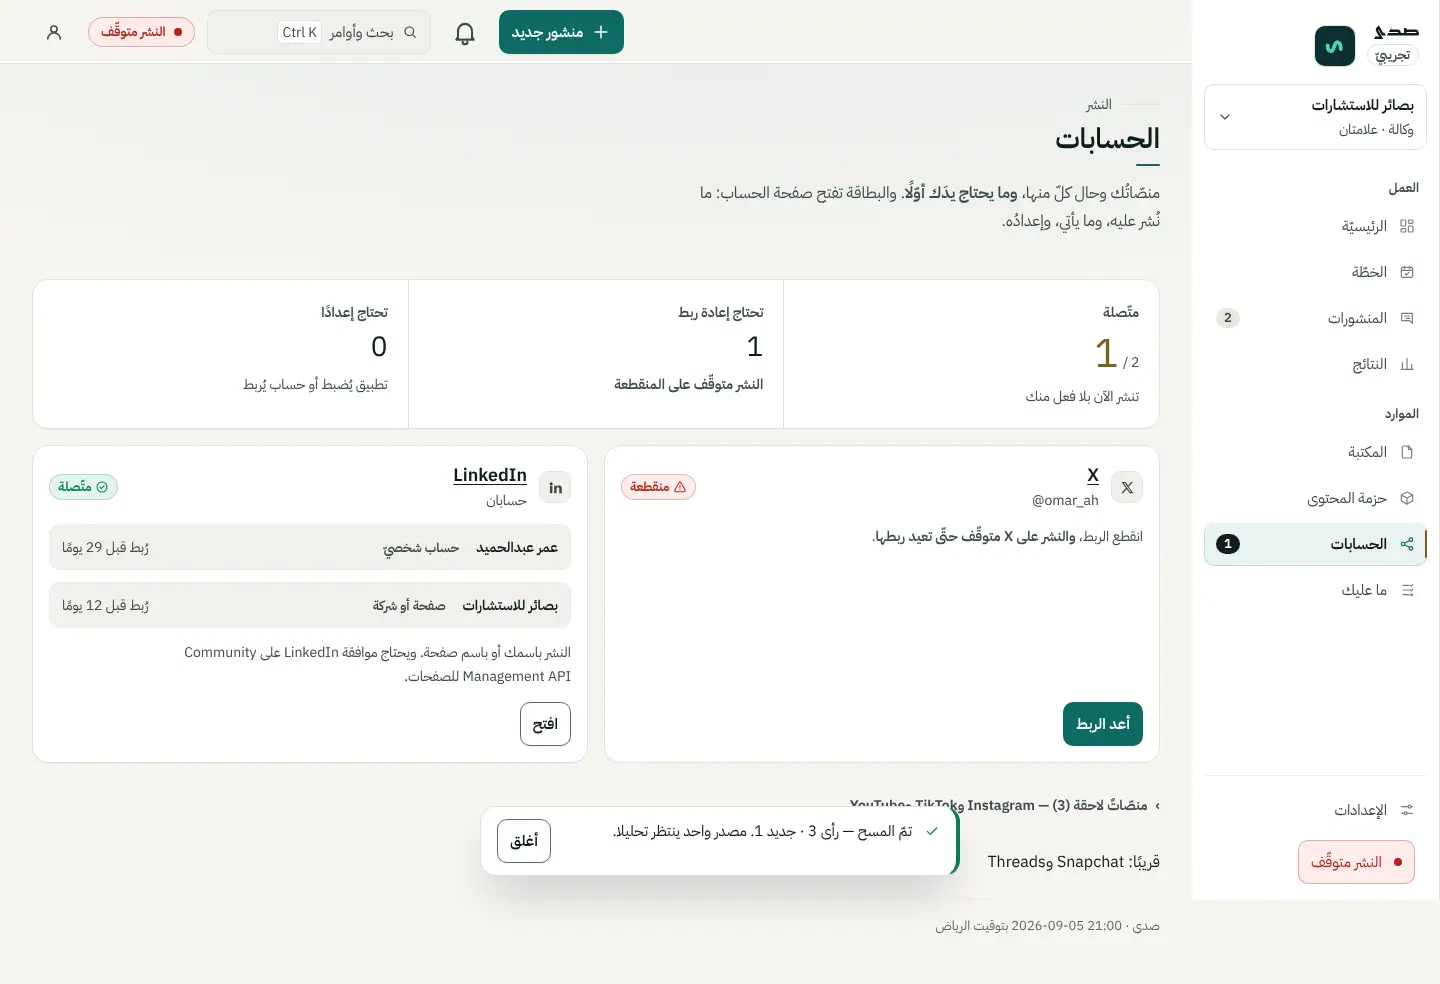 صدى
تجريبيّ
بصائر للاستشارات
وكالة · علامتان
العمل
الرئيسيّة
الخطّة
المنشورات
2
النتائج
الموارد
المكتبة
حزمة المحتوى
الحسابات
1
ما عليك
الإعدادات
النشر متوقّف
منشور جديد
بحث وأوامر
Ctrl K
النشر متوقّف
النشر
الحسابات
منصّاتُك وحال كلّ منها، وما يحتاج يدَك أوّلًا. والبطاقة تفتح صفحة الحساب: ما
نُشر عليه، وما يأتي، وإعدادُه.
متّصلة
1 / 2
تنشر الآن بلا فعل منك
تحتاج إعادة ربط
1
النشر متوقّف على المنقطعة
تحتاج إعدادًا
0
تطبيق يُضبط أو حساب يُربط
X
@omar_ah
منقطعة
انقطع الربط، والنشر على X متوقّف حتّى تعيد ربطها.
أعد الربط
LinkedIn
حسابان
متّصلة
عمر عبدالحميد
حساب شخصيّ
رُبط قبل 29 يومًا
بصائر للاستشارات
صفحة أو شركة
رُبط قبل 12 يومًا
النشر باسمك أو باسم صفحة. ويحتاج موافقة LinkedIn على Community
Management API للصفحات.
افتح
منصّاتٌ لاحقة (3) — Instagram وTikTok وYouTube
تمّ المسح — رأى 3 · جديد 1. مصدر واحد ينتظر تحليلا.
أغلق
قريبًا: Snapchat وThreads
صدى · 2026-09-05 21:00 بتوقيت الرياض